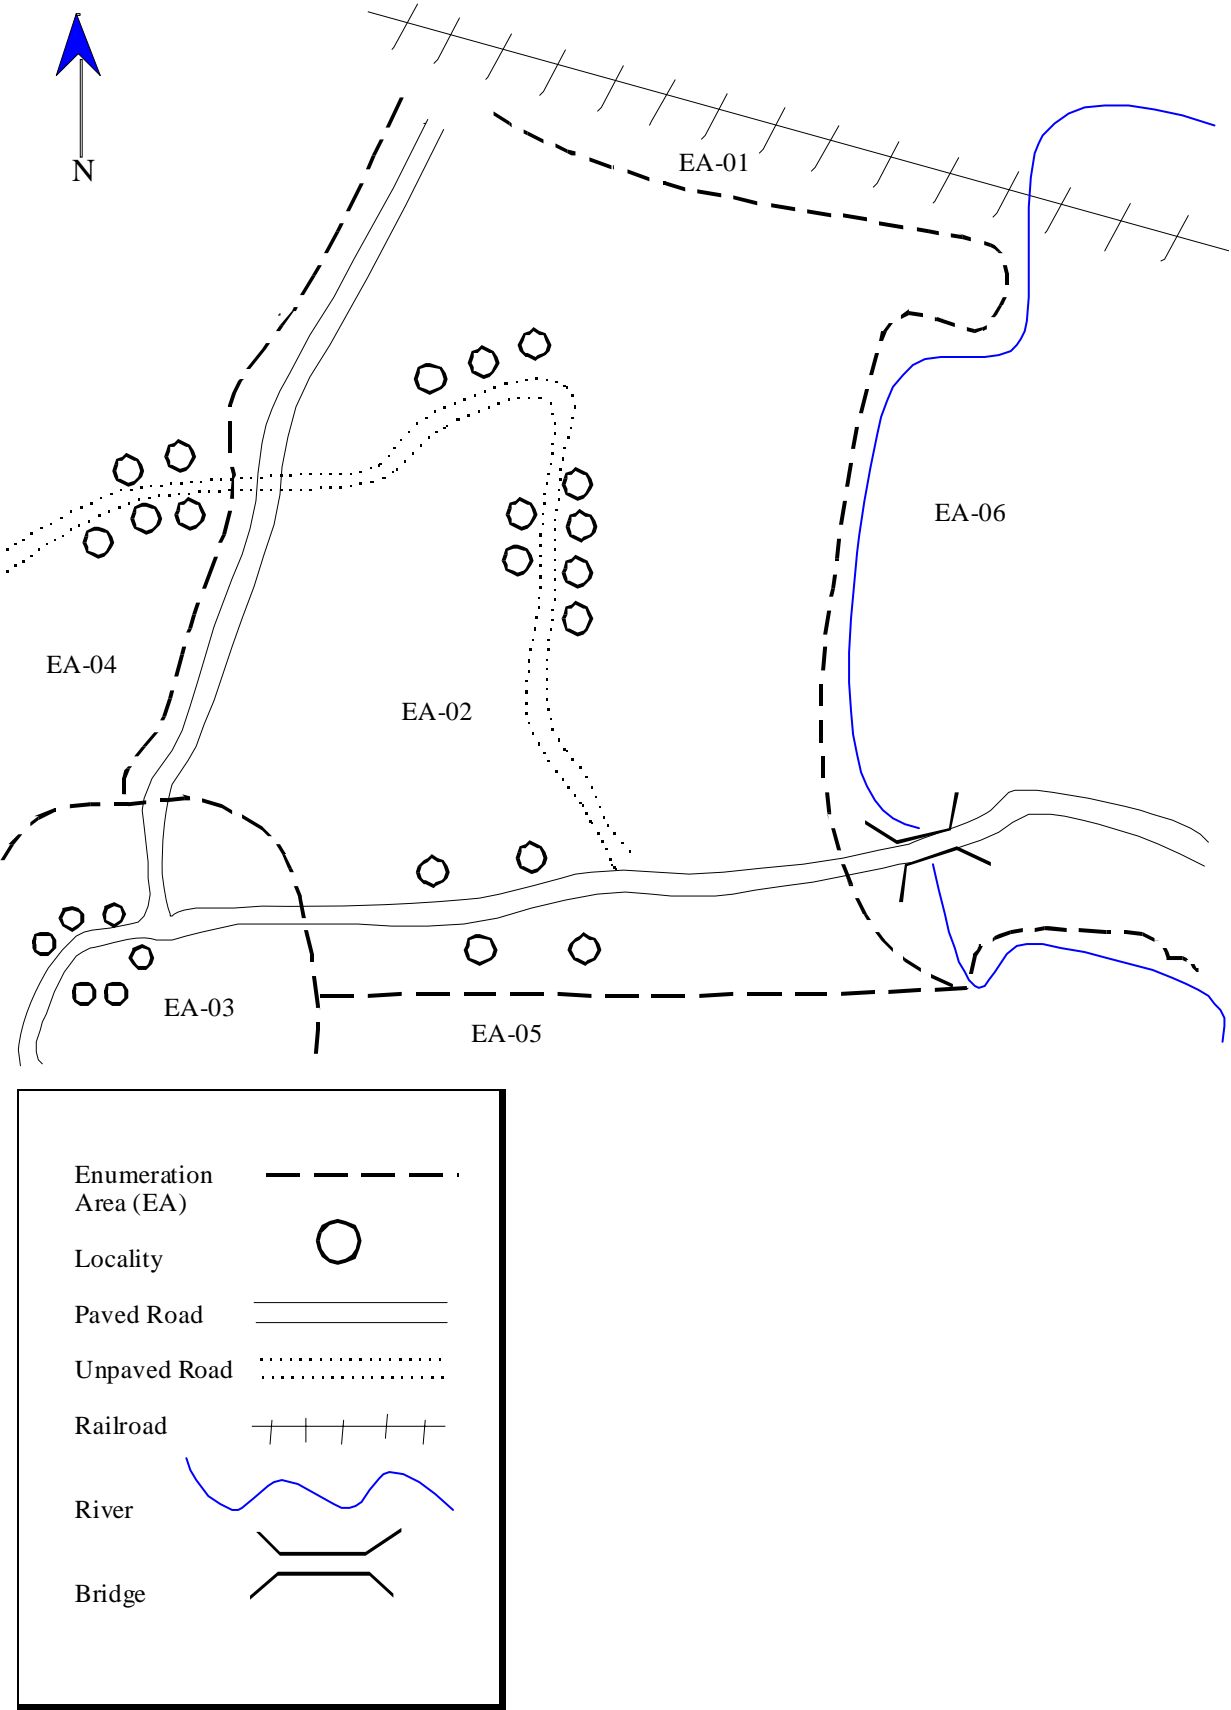 N
EA-01
EA-06
EA-04
EA-02
EA-03
EA-05
Enumeration
Area (EA)
Locality
Paved Road
Unpaved Road
Railroad
River
Bridge